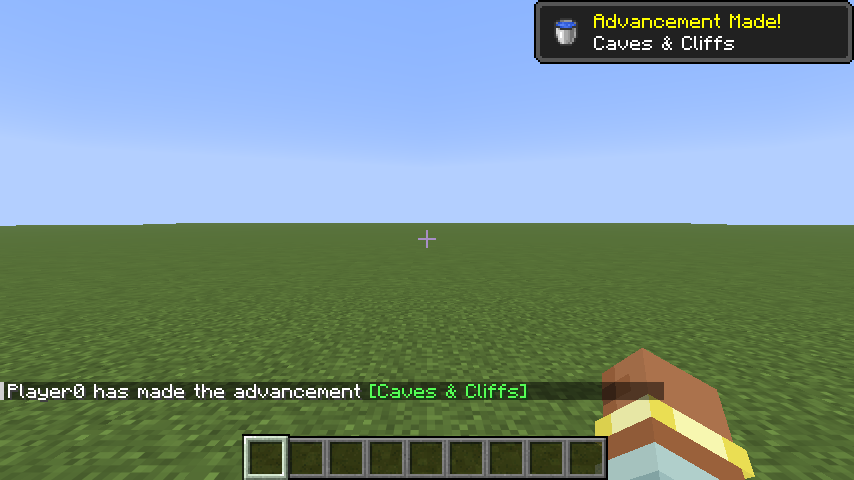 Advancement Made!
Caves & Cliffs
Player0 has made the advancement [Caves & Cliffs]